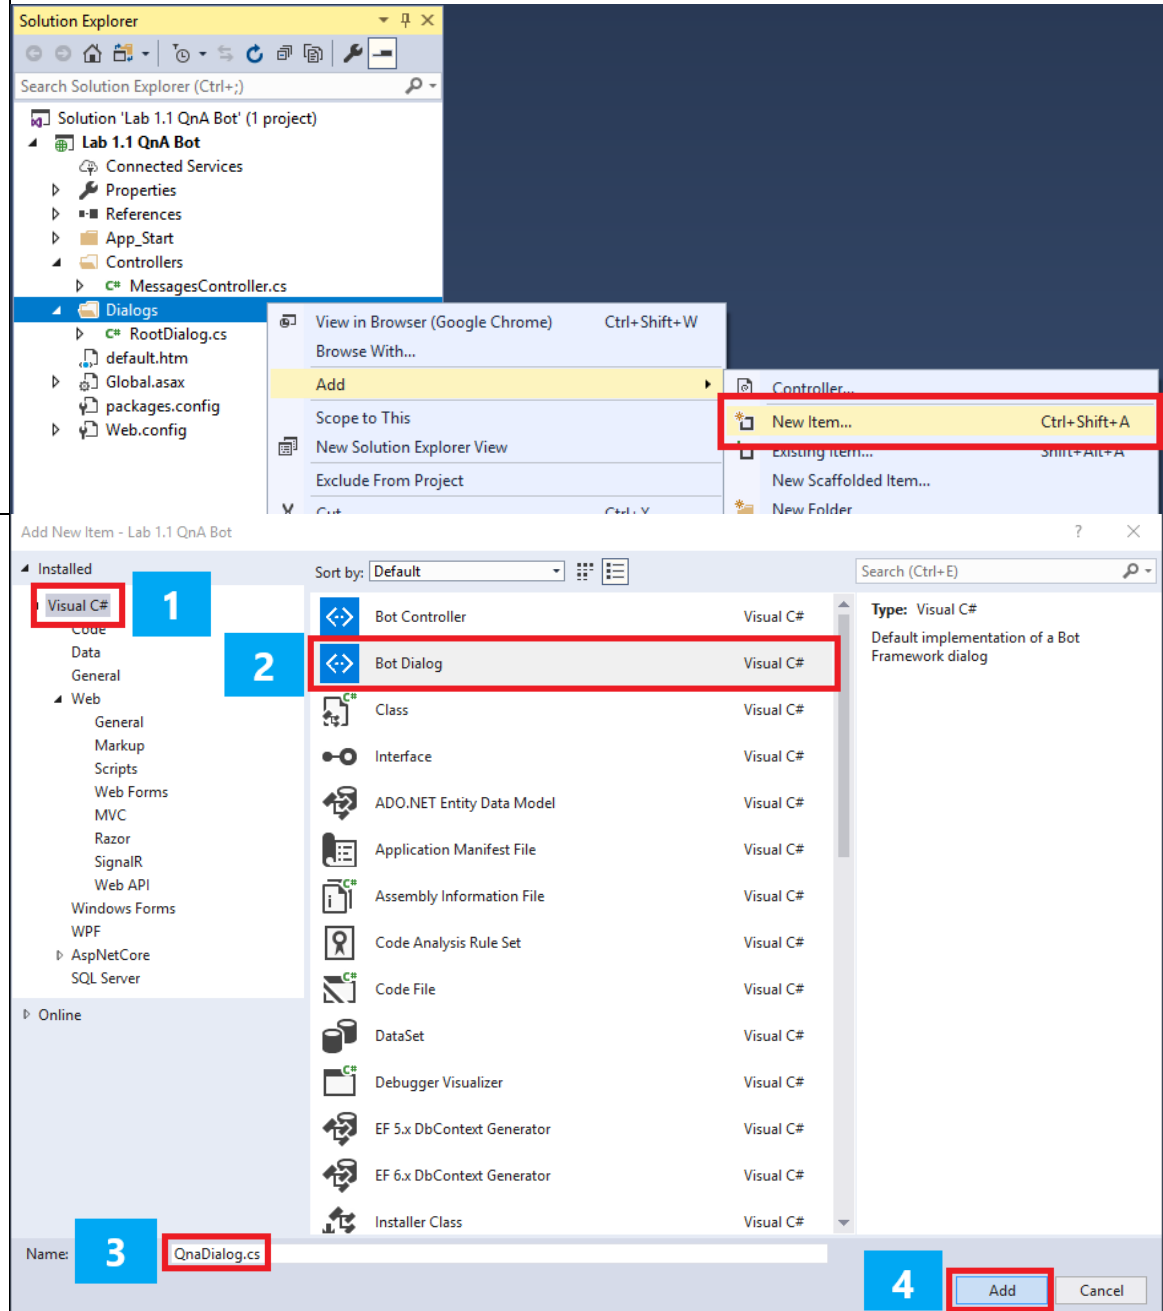 Solution Explorer
Search Solution Explorer (Ctrl+;)
Solution 'Lab 1.1 QnA Bot' (1 project)
Lab 1.1 QnA Bot
Connected Services
Properties
References
App_Start
Controllers
C# MessagesController.cs
Dialogs
C# RootDialog.cs
default.htm
Global.asax
packages.config
Web.config
View in Browser (Google Chrome) Ctrl+Shift+W
Browse With...
Add
Scope to This
New Solution Explorer View
Exclude From Project
Cut Ctrl+X
Controller...
New Item... Ctrl+Shift+A
Existing Item... Shift+Alt+A
New Scaffolded Item...
New Folder
Add New Item - Lab 1.1 QnA Bot ?
Installed
Visual C#
1
Code
Data
General
2
Web
General
Markup
Scripts
Web Forms
MVC
Razor
SignalR
Web API
Windows Forms
WPF
AspNetCore
SQL Server
Online
Sort by: Default
Search (Ctrl+E)
Bot Controller Visual C#
Bot Dialog Visual C#
Class Visual C#
Interface Visual C#
ADO.NET Entity Data Model Visual C#
Application Manifest File Visual C#
Assembly Information File Visual C#
Code Analysis Rule Set Visual C#
Code File Visual C#
DataSet Visual C#
Debugger Visualizer Visual C#
EF 5.x DbContext Generator Visual C#
EF 6.x DbContext Generator Visual C#
Installer Class Visual C#
Type: Visual C#
Default implementation of a Bot
Framework dialog
Name: 3 QnaDialog.cs
4 Add Cancel